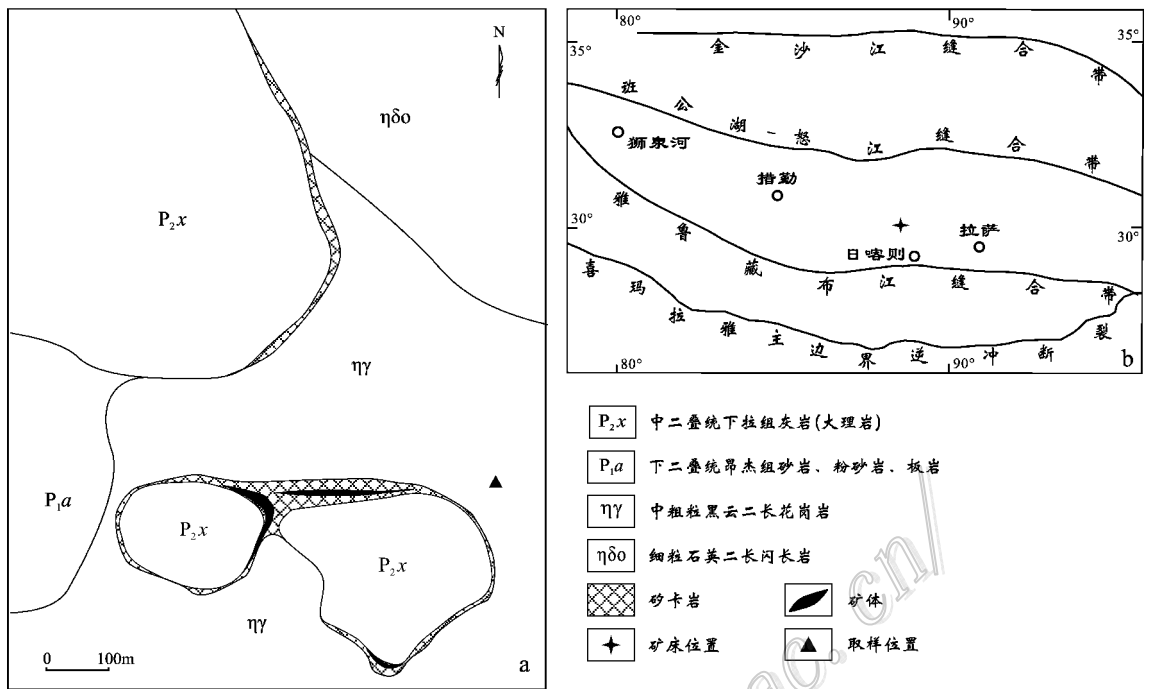 N
ηδο
P₂x
ηγ
P₁a
P₂x
P₂x
ηγ
0 100m
a
80° 90°
35° 35°
金沙江缝合带
班公湖-怒江缝合带
狮泉河
措勤
30° 30°
拉萨
日喀则
雅鲁藏布江缝合带
喜玛拉雅主边界逆冲断裂
80° 90°
b
P₂x 中二叠统下拉组灰岩(大理岩)
P₁a 下二叠统昂杰组砂岩、粉砂岩、板岩
ηγ 中粗粒黑云二长花岗岩
ηδο 细粒石英二长闪长岩
矽卡岩 矿体
矿床位置 取样位置